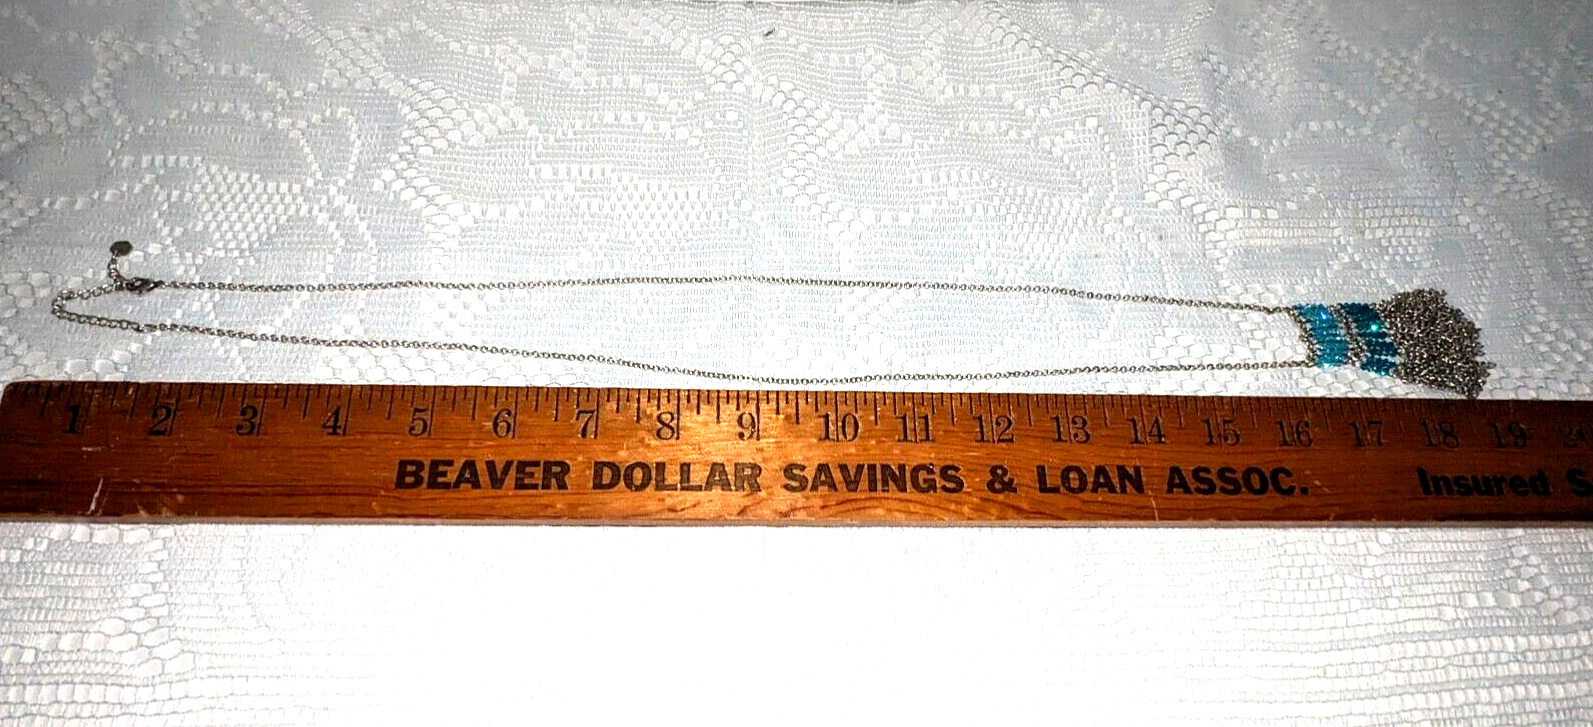 1 2 3 4 5 6 7 8 9 10 11 12 13 14 15 16 17 18 19
BEAVER DOLLAR SAVINGS & LOAN ASSOC. Insured